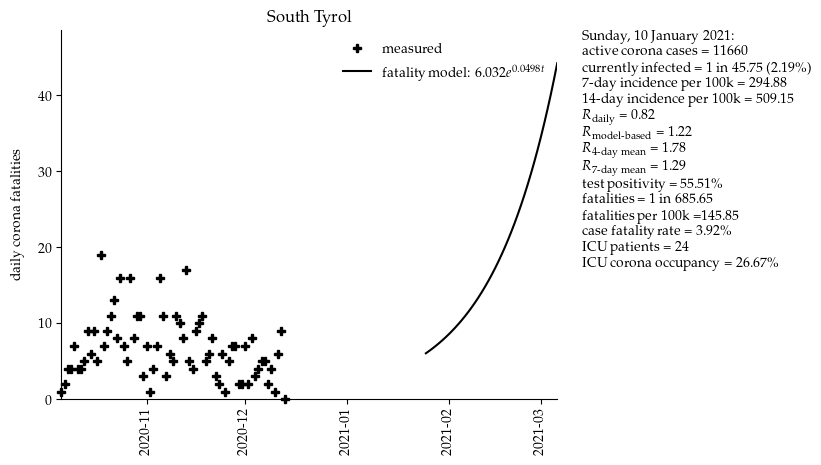 South Tyrol
measured
fatality model: 6.032e^0.0498t
daily corona fatalities
40
30
20
10
0
2020-11
2020-12
2021-01
2021-02
2021-03
Sunday, 10 January 2021:
active corona cases = 11660
currently infected = 1 in 45.75 (2.19%)
7-day incidence per 100k = 294.88
14-day incidence per 100k = 509.15
R_daily = 0.82
R_model-based = 1.22
R_4-day mean = 1.78
R_7-day mean = 1.29
test positivity = 55.51%
fatalities = 1 in 685.65
fatalities per 100k =145.85
case fatality rate = 3.92%
ICU patients = 24
ICU corona occupancy = 26.67%